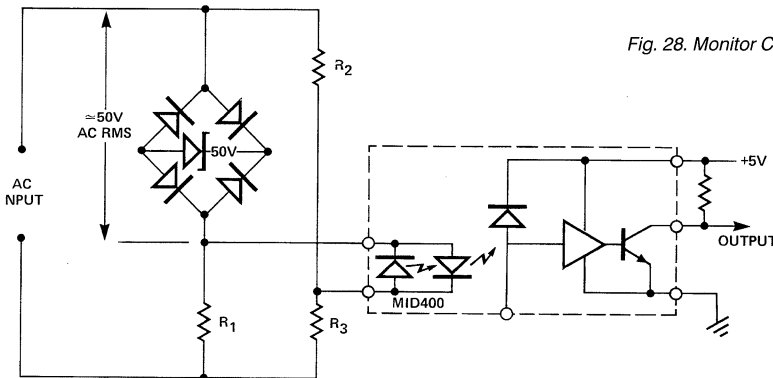 Fig. 28. Monitor C
R2
≃50V
AC RMS
50V
+5V
AC
NPUT
OUTPUT
MID400
R1
R3